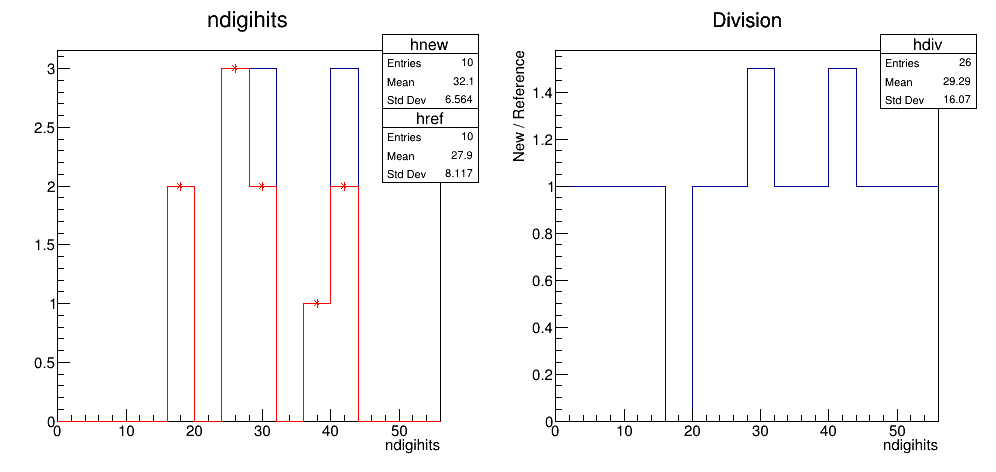 ndigihits
hnew
Entries 10
Mean 32.1
Std Dev 6.564
href
Entries 10
Mean 27.9
Std Dev 8.117
3
2.5
2
1.5
1
0.5
0
0 10 20 30 40 50
ndigihits
Division
hdiv
Entries 26
Mean 29.29
Std Dev 16.07
New / Reference
1.4
1.2
1
0.8
0.6
0.4
0.2
0
0 10 20 30 40 50
ndigihits